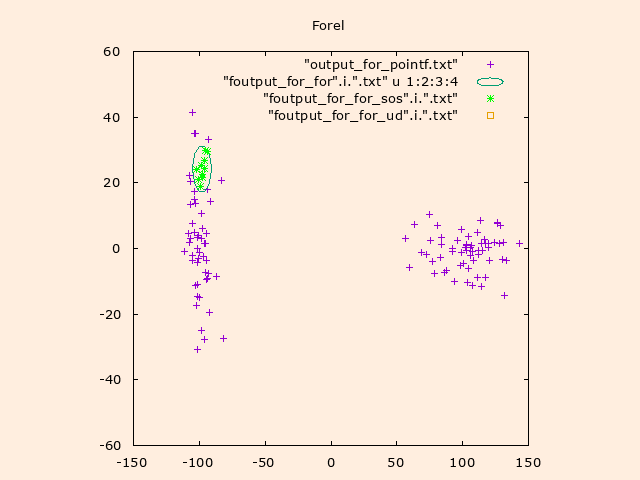 Forel
60
"output_for_pointf.txt"
"foutput_for_for".i.".txt" u 1:2:3:4
"foutput_for_for_sos".i.".txt"
"foutput_for_for_ud".i.".txt"
40
20
0
-20
-40
-60
-150 -100 -50 0 50 100 150